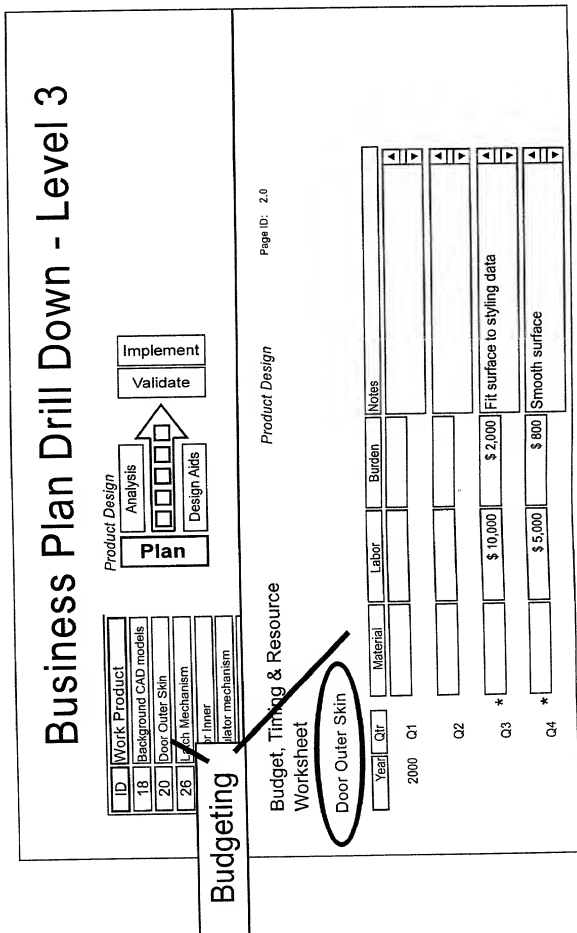 Business Plan Drill Down - Level 3
ID Work Product
18 Background CAD models
20 Door Outer Skin
26 Mechanism
Inner
mechanism
Product Design
Plan
Analysis
Design Aids
Validate
Implement
Budgeting
Budget, Timing & Resource
Worksheet
Product Design
Page ID: 2.0
Door Outer Skin
Year Qtr Material Labor Burden Notes
2000 Q1
Q2
* Q3 $ 10,000 $ 2,000 Fit surface to styling data
* Q4 $ 5,000 $ 800 Smooth surface